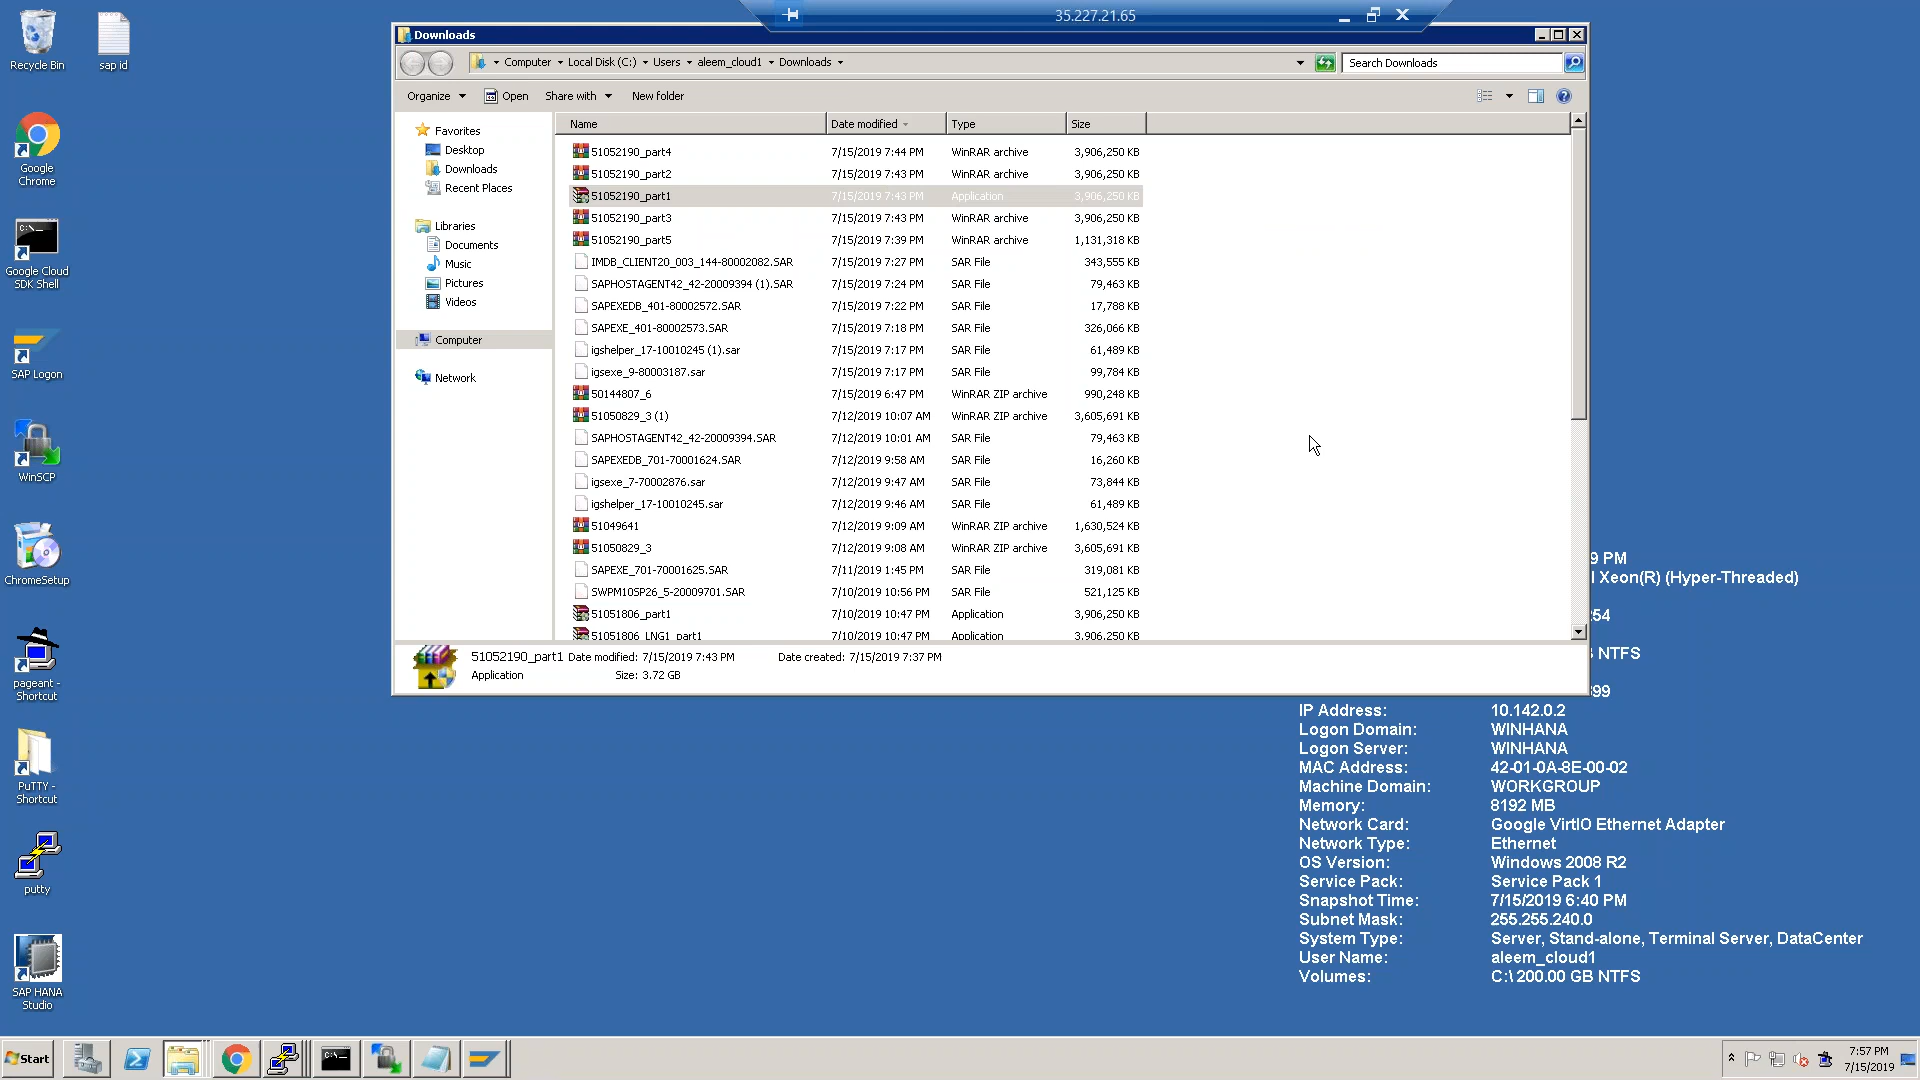 35.227.21.65
Recycle Bin
sap id
Google
Chrome
Google Cloud
SDK Shell
SAP Logon
WinSCP
ChromeSetup
pageant -
Shortcut
PuTTY -
Shortcut
putty
SAP HANA
Studio
Downloads
Computer Local Disk (C:) Users aleem_cloud1 Downloads
Search Downloads
Organize Open Share with New folder
Favorites
Desktop
Downloads
Recent Places
Libraries
Documents
Music
Pictures
Videos
Computer
Network
Name Date modified Type Size
51052190_part4 7/15/2019 7:44 PM WinRAR archive 3,906,250 KB
51052190_part2 7/15/2019 7:43 PM WinRAR archive 3,906,250 KB
51052190_part1 7/15/2019 7:43 PM Application 3,906,250 KB
51052190_part3 7/15/2019 7:43 PM WinRAR archive 3,906,250 KB
51052190_part5 7/15/2019 7:39 PM WinRAR archive 1,131,318 KB
IMDB_CLIENT20_003_144-80002082.SAR 7/15/2019 7:27 PM SAR File 343,555 KB
SAPHOSTAGENT42_42-20009394 (1).SAR 7/15/2019 7:24 PM SAR File 79,463 KB
SAPEXEDB_401-80002572.SAR 7/15/2019 7:22 PM SAR File 17,788 KB
SAPEXE_401-80002573.SAR 7/15/2019 7:18 PM SAR File 326,066 KB
igshelper_17-10010245 (1).sar 7/15/2019 7:17 PM SAR File 61,489 KB
igsexe_9-80003187.sar 7/15/2019 7:17 PM SAR File 99,784 KB
50144807_6 7/15/2019 6:47 PM WinRAR ZIP archive 990,248 KB
51050829_3 (1) 7/12/2019 10:07 AM WinRAR ZIP archive 3,605,691 KB
SAPHOSTAGENT42_42-20009394.SAR 7/12/2019 10:01 AM SAR File 79,463 KB
SAPEXEDB_701-70001624.SAR 7/12/2019 9:58 AM SAR File 16,260 KB
igsexe_7-70002876.sar 7/12/2019 9:47 AM SAR File 73,844 KB
igshelper_17-10010245.sar 7/12/2019 9:46 AM SAR File 61,489 KB
51049641 7/12/2019 9:09 AM WinRAR ZIP archive 1,630,524 KB
51050829_3 7/12/2019 9:08 AM WinRAR ZIP archive 3,605,691 KB
SAPEXE_701-70001625.SAR 7/11/2019 1:45 PM SAR File 319,081 KB
SWPM10SP26_5-20009701.SAR 7/10/2019 10:56 PM SAR File 521,125 KB
51051806_part1 7/10/2019 10:47 PM Application 3,906,250 KB
51051806_LNG1_part1 7/10/2019 10:47 PM Application 3,906,250 KB
51052190_part1 Date modified: 7/15/2019 7:43 PM Date created: 7/15/2019 7:37 PM
Application Size: 3.72 GB
9 PM
l Xeon(R) (Hyper-Threaded)
254
NTFS
99
IP Address: 10.142.0.2
Logon Domain: WINHANA
Logon Server: WINHANA
MAC Address: 42-01-0A-8E-00-02
Machine Domain: WORKGROUP
Memory: 8192 MB
Network Card: Google VirtIO Ethernet Adapter
Network Type: Ethernet
OS Version: Windows 2008 R2
Service Pack: Service Pack 1
Snapshot Time: 7/15/2019 6:40 PM
Subnet Mask: 255.255.240.0
System Type: Server, Stand-alone, Terminal Server, DataCenter
User Name: aleem_cloud1
Volumes: C:\ 200.00 GB NTFS
Start
7:57 PM
7/15/2019